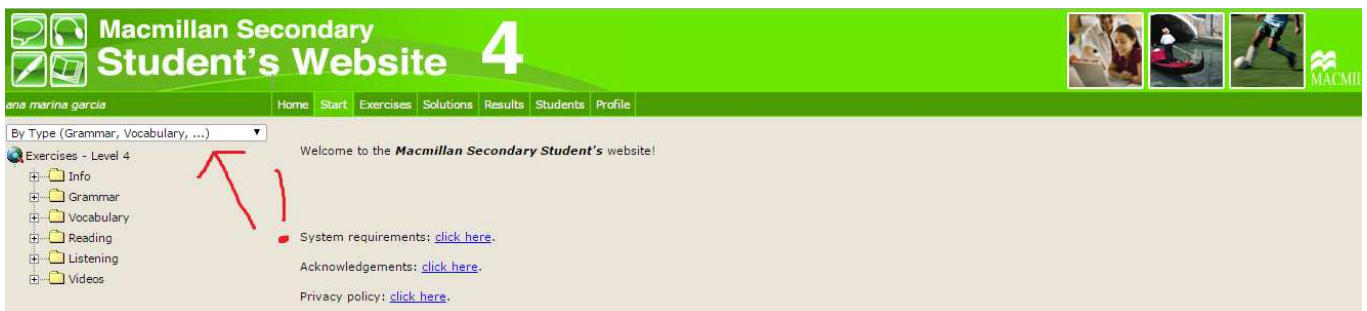 Macmillan Secondary
Student's Website 4
MACMIL
ana marina garcia
Home Start Exercises Solutions Results Students Profile
By Type (Grammar, Vocabulary, ...)
Exercises - Level 4
Info
Grammar
Vocabulary
Reading
Listening
Videos
Welcome to the Macmillan Secondary Student's website!
System requirements: click here.
Acknowledgements: click here.
Privacy policy: click here.